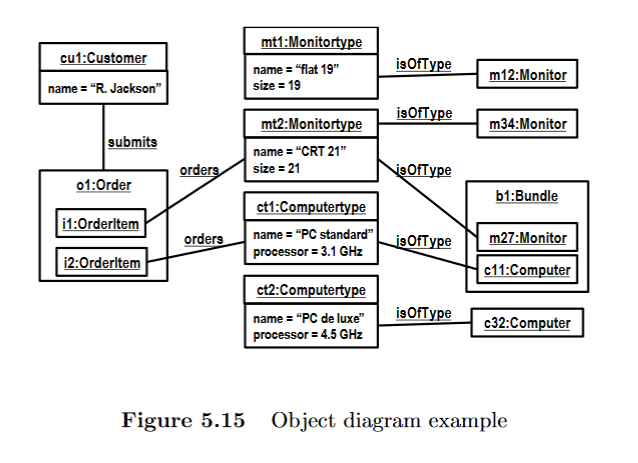 cu1:Customer
name = “R. Jackson”
submits
o1:Order
i1:OrderItem
i2:OrderItem
orders
orders
mt1:Monitortype
name = “flat 19”
size = 19
mt2:Monitortype
name = “CRT 21”
size = 21
ct1:Computertype
name = “PC standard”
processor = 3.1 GHz
ct2:Computertype
name = “PC de luxe”
processor = 4.5 GHz
isOfType
isOfType
isOfType
isOfType
isOfType
m12:Monitor
m34:Monitor
b1:Bundle
m27:Monitor
c11:Computer
c32:Computer
Figure 5.15 Object diagram example